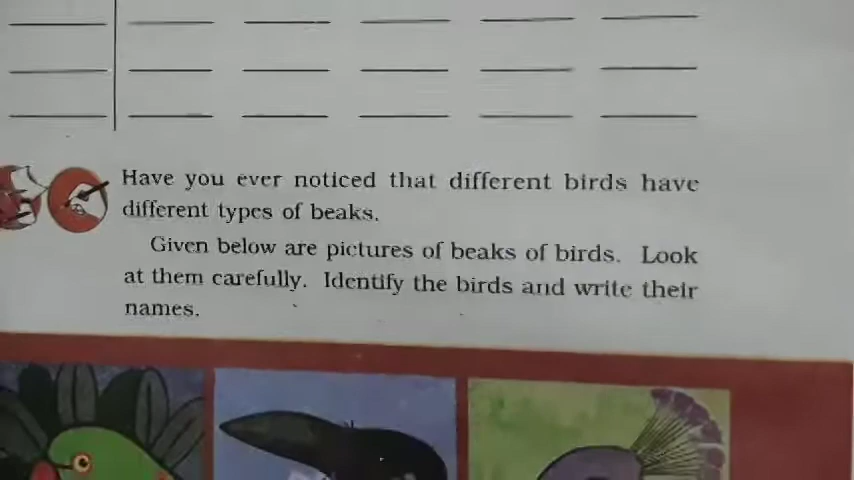 Have you ever noticed that different birds have
different types of beaks.
Given below are pictures of beaks of birds. Look
at them carefully. Identify the birds and write their
names.